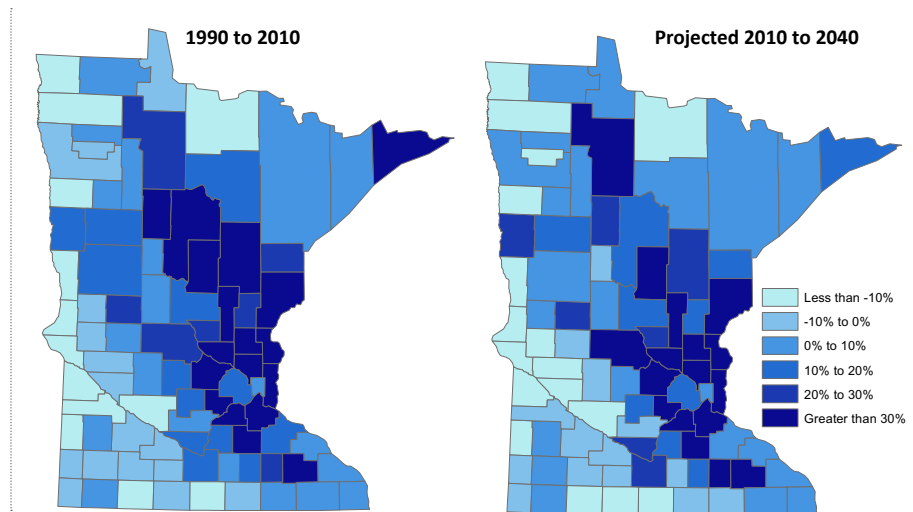 1990 to 2010
Projected 2010 to 2040
Less than -10%
-10% to 0%
0% to 10%
10% to 20%
20% to 30%
Greater than 30%